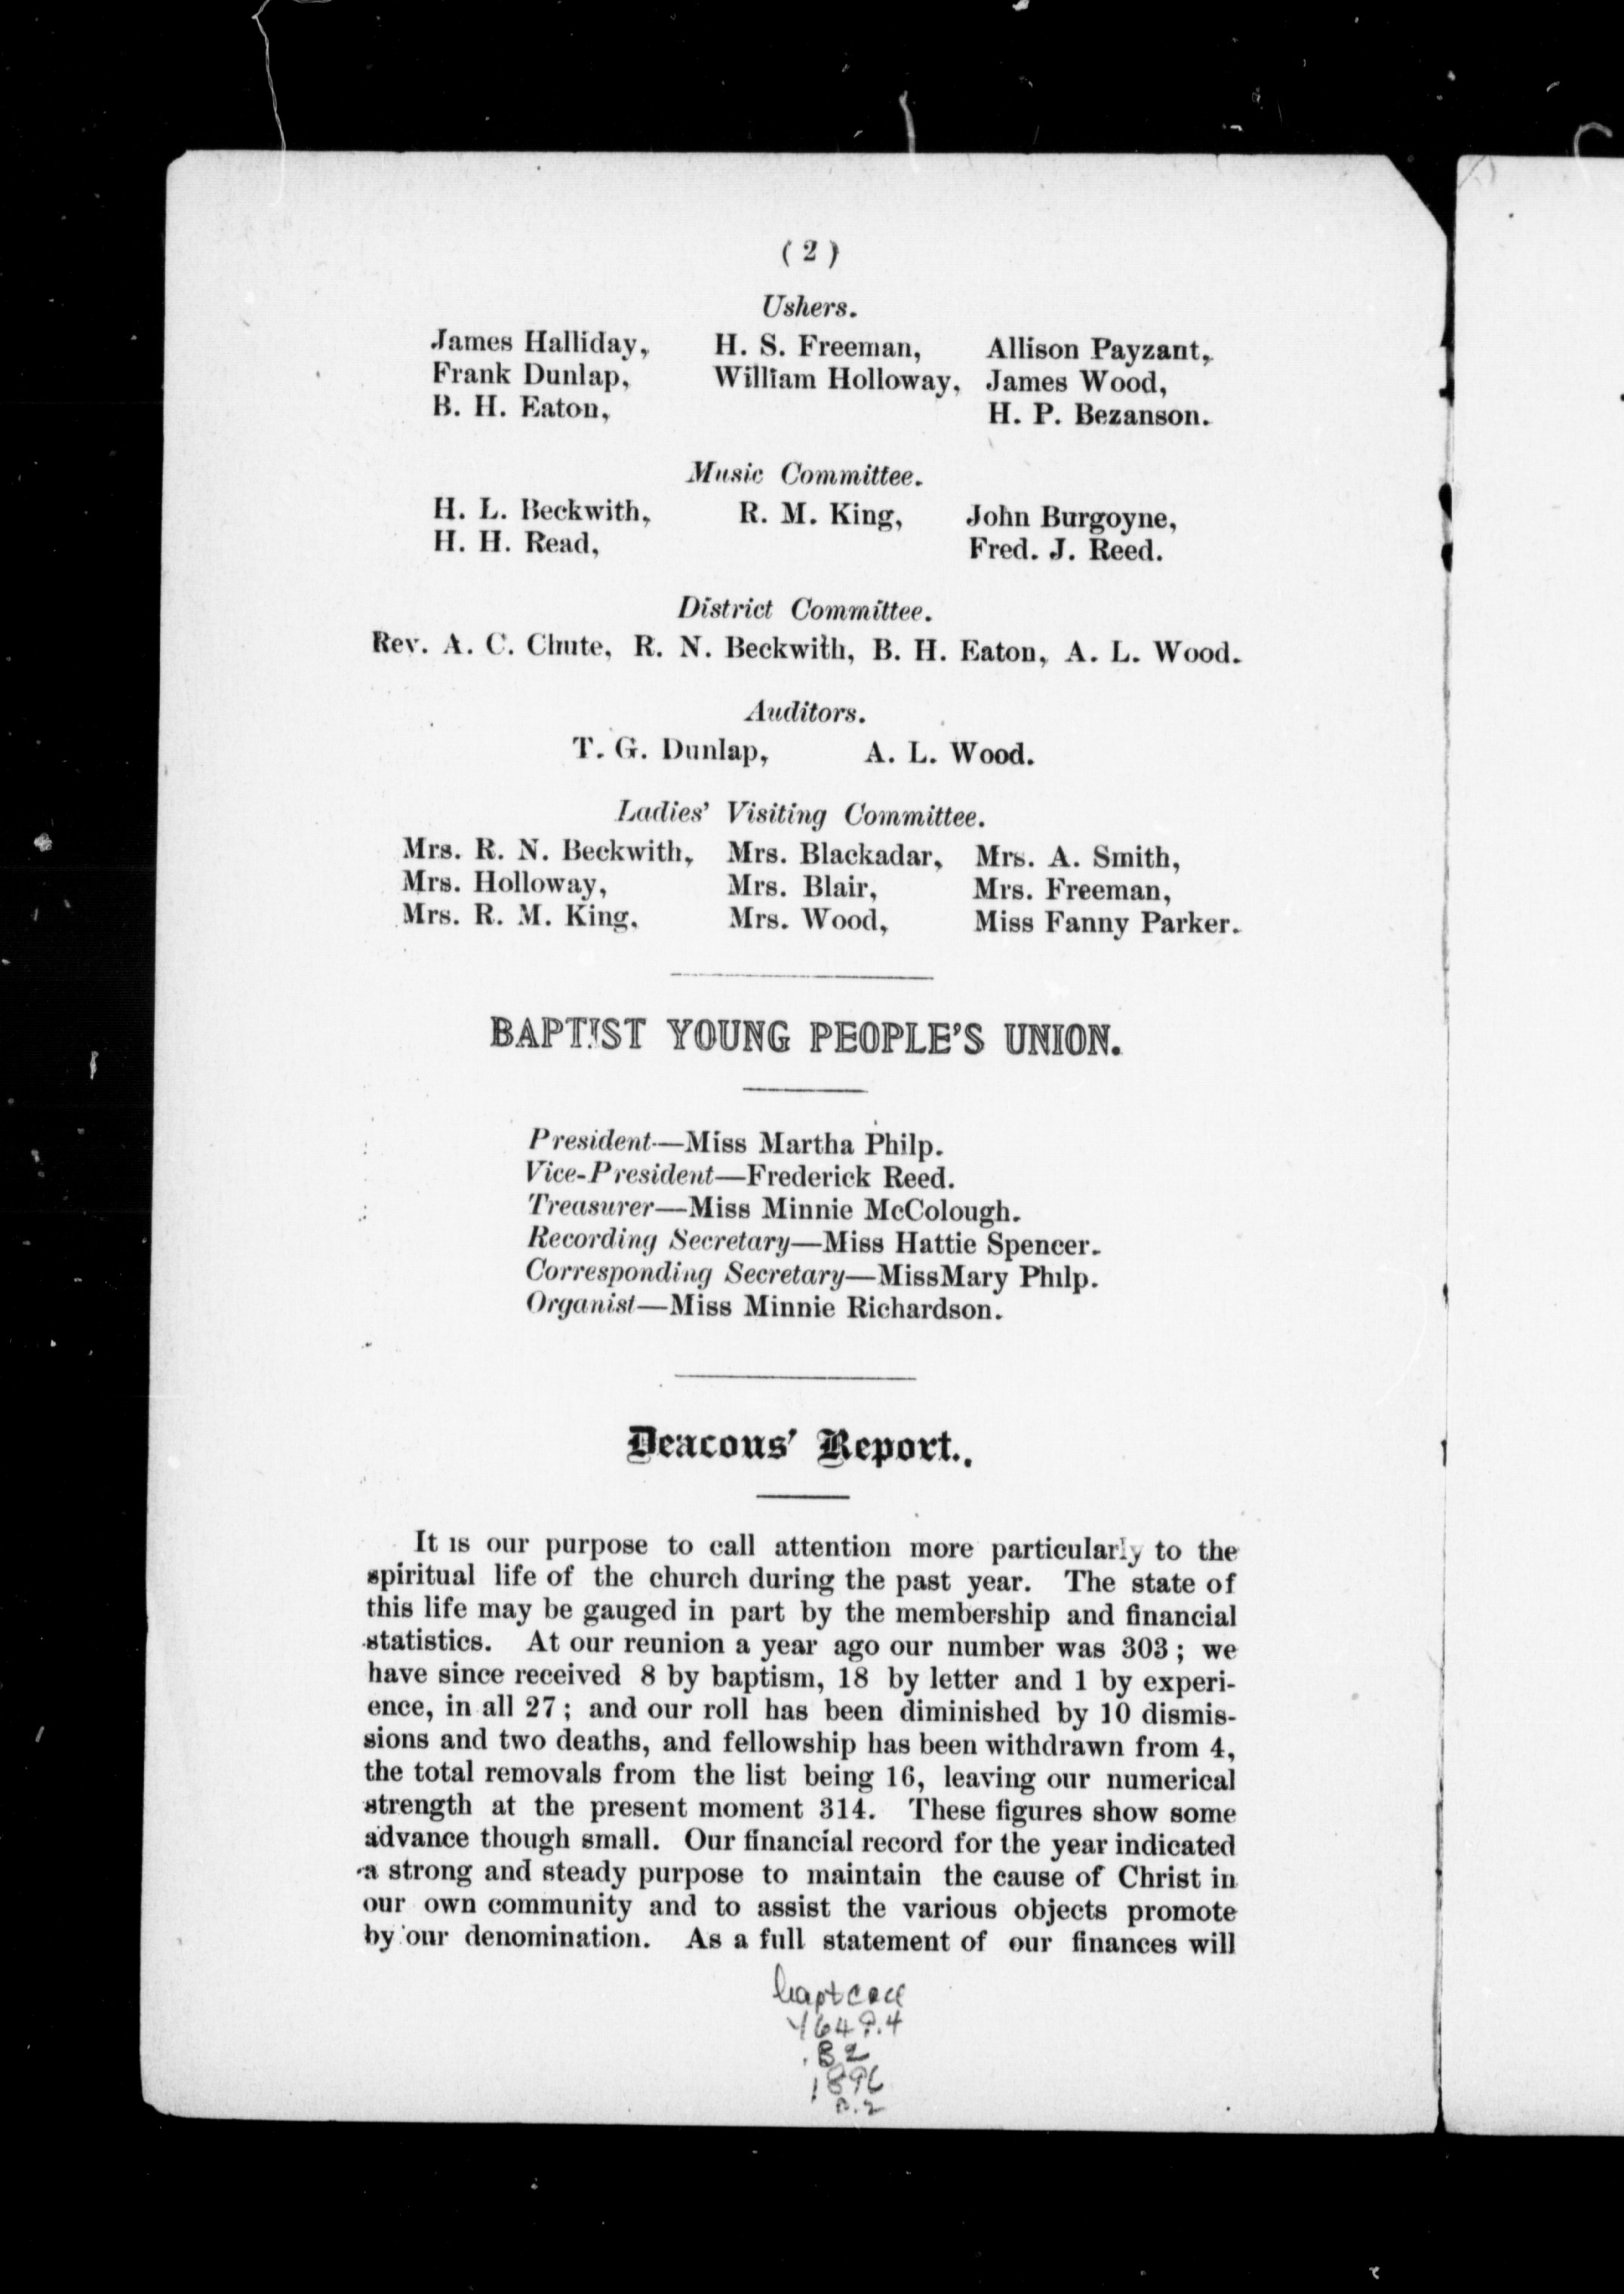 ( 2 )
Ushers.
James Halliday, H. S. Freeman, Allison Payzant,
Frank Dunlap, William Holloway, James Wood,
B. H. Eaton, H. P. Bezanson.
Music Committee.
H. L. Beckwith, R. M. King, John Burgoyne,
H. H. Read, Fred. J. Reed.
District Committee.
Rev. A. C. Chute, R. N. Beckwith, B. H. Eaton, A. L. Wood.
Auditors.
T. G. Dunlap, A. L. Wood.
Ladies' Visiting Committee.
Mrs. R. N. Beckwith, Mrs. Blackadar, Mrs. A. Smith,
Mrs. Holloway, Mrs. Blair, Mrs. Freeman,
Mrs. R. M. King, Mrs. Wood, Miss Fanny Parker.
BAPTIST YOUNG PEOPLE'S UNION.
President—Miss Martha Philp.
Vice-President—Frederick Reed.
Treasurer—Miss Minnie McColough.
Recording Secretary—Miss Hattie Spencer.
Corresponding Secretary—MissMary Philp.
Organist—Miss Minnie Richardson.
Deacons' Report..
It is our purpose to call attention more particularly to the
spiritual life of the church during the past year. The state of
this life may be gauged in part by the membership and financial
statistics. At our reunion a year ago our number was 303; we
have since received 8 by baptism, 18 by letter and 1 by experi-
ence, in all 27; and our roll has been diminished by 10 dismis-
sions and two deaths, and fellowship has been withdrawn from 4,
the total removals from the list being 16, leaving our numerical
strength at the present moment 314. These figures show some
advance though small. Our financial record for the year indicated
a strong and steady purpose to maintain the cause of Christ in
our own community and to assist the various objects promote
by our denomination. As a full statement of our finances will
.B2
1896